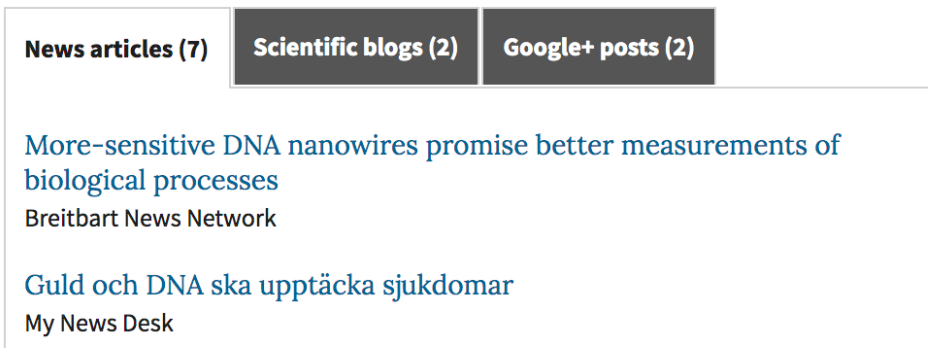 News articles (7)
Scientific blogs (2)
Google+ posts (2)
More-sensitive DNA nanowires promise better measurements of
biological processes
Breitbart News Network
Guld och DNA ska upptäcka sjukdomar
My News Desk